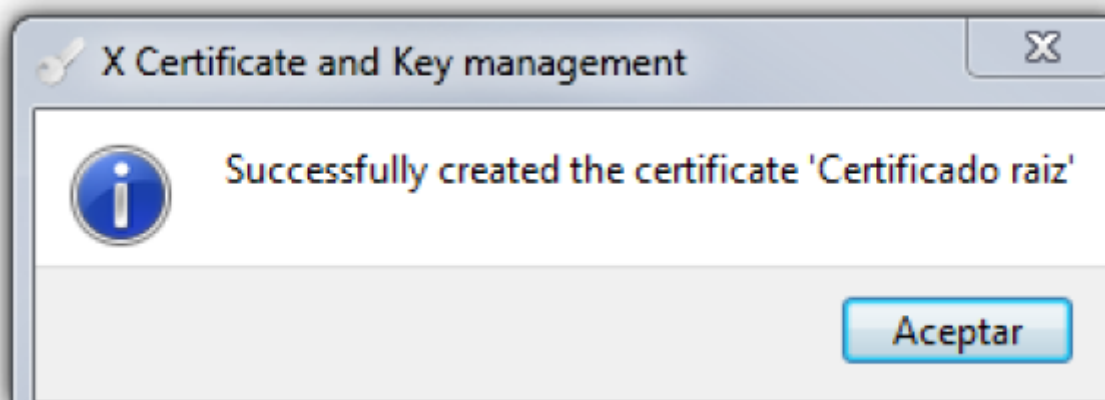 X Certificate and Key management
Successfully created the certificate 'Certificado raiz'
Aceptar